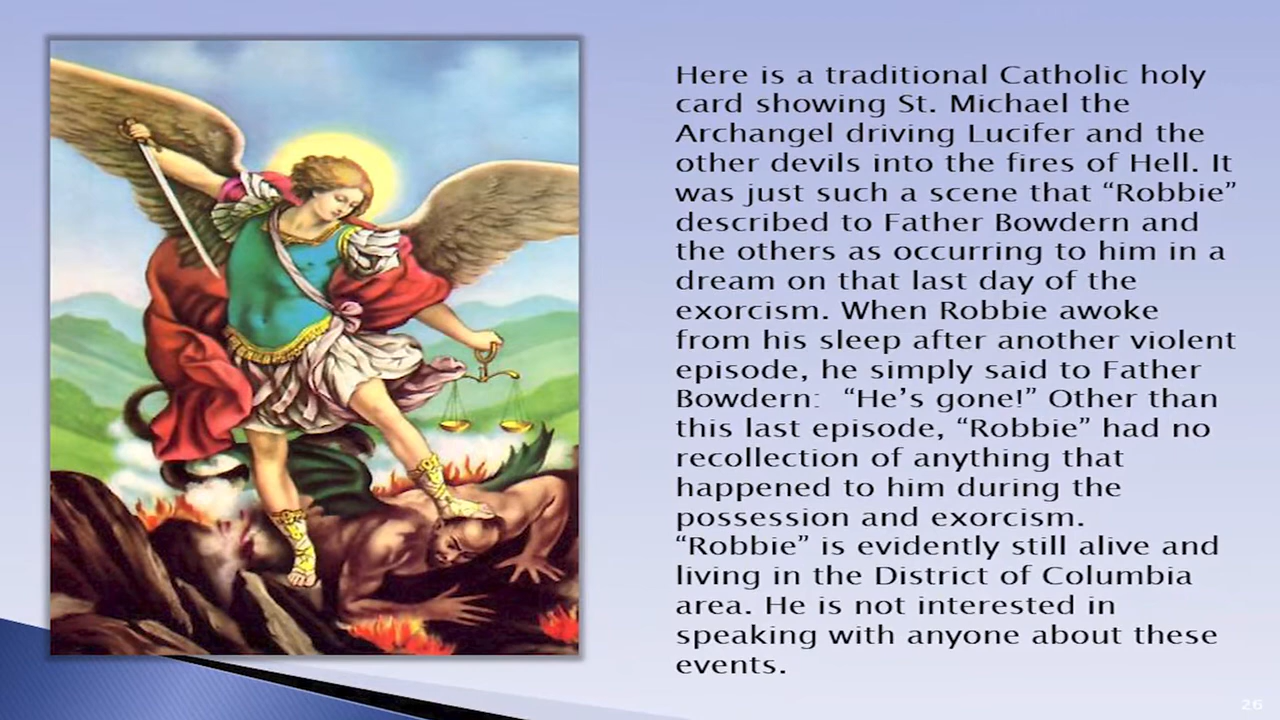 Here is a traditional Catholic holy
card showing St. Michael the
Archangel driving Lucifer and the
other devils into the fires of Hell. It
was just such a scene that “Robbie”
described to Father Bowdern and
the others as occurring to him in a
dream on that last day of the
exorcism. When Robbie awoke
from his sleep after another violent
episode, he simply said to Father
Bowdern:  “He’s gone!” Other than
this last episode, “Robbie” had no
recollection of anything that
happened to him during the
possession and exorcism.
“Robbie” is evidently still alive and
living in the District of Columbia
area. He is not interested in
speaking with anyone about these
events.
26